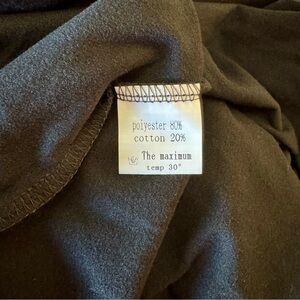 polyester 80%
cotton 20%
The maximum
temp 30°